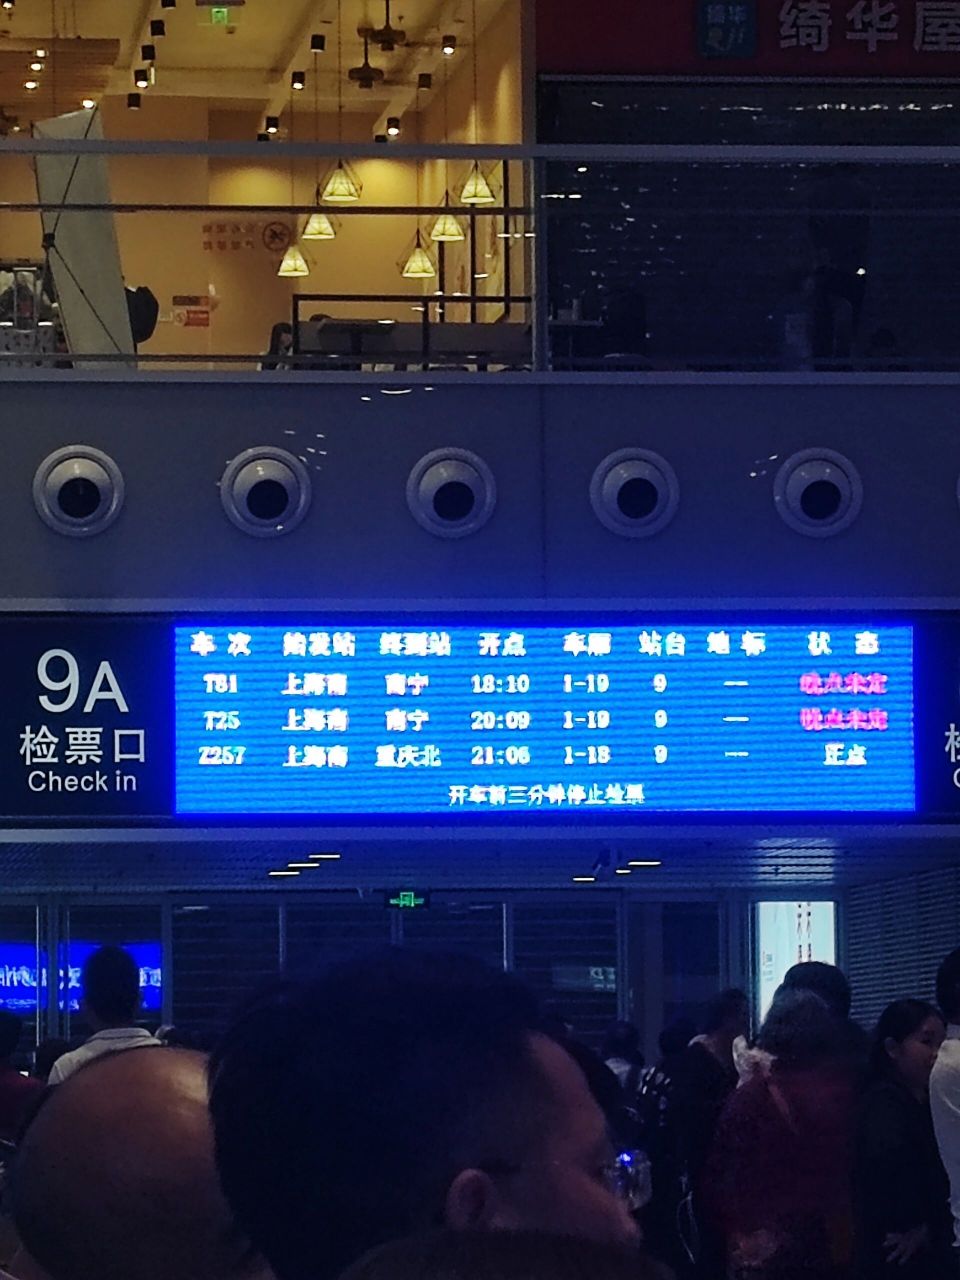 绮华屋
9A
检票口
Check in
车次 始发站 终到站 开点 车厢 站台 地标 状态
T81 上海南 南宁 18:10 1-19 9 — 晚点未定
T25 上海南 南宁 20:09 1-19 9 — 晚点未定
Z257 上海南 重庆北 21:06 1-18 9 — 正点
开车前三分钟停止检票